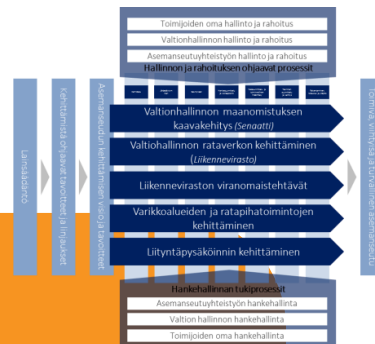 Toimijoiden oma hallinto ja rahoitus
Valtionhallinnon hallinto ja rahoitus
Asemanseutuyhteistyön hallinto ja rahoitus
Hallinnon ja rahoituksen ohjaavat prosessit
Lainsäädäntö
Kehittämistä ohjaavat tavoitteet ja linjaukset
Asemanseudun kehittämisen visio ja tavoitteet
Valtionhallinnon maanomistuksen
kaavakehitys (Senaatti)
Valtiohallinnon rataverkon kehittäminen
(Liikennevirasto)
Liikenneviraston viranomaistehtävät
Varikkoalueiden ja ratapihatoimintojen
kehittäminen
Liityntäpysäköinnin kehittäminen
Toimiva, viihtyisä ja turvallinen asemanseutu
Hankehallinnan tukiprosessit
Asemanseutuyhteistyön hankehallinta
Valtion hallinnon hankehallinta
Toimijoiden oma hankehallinta